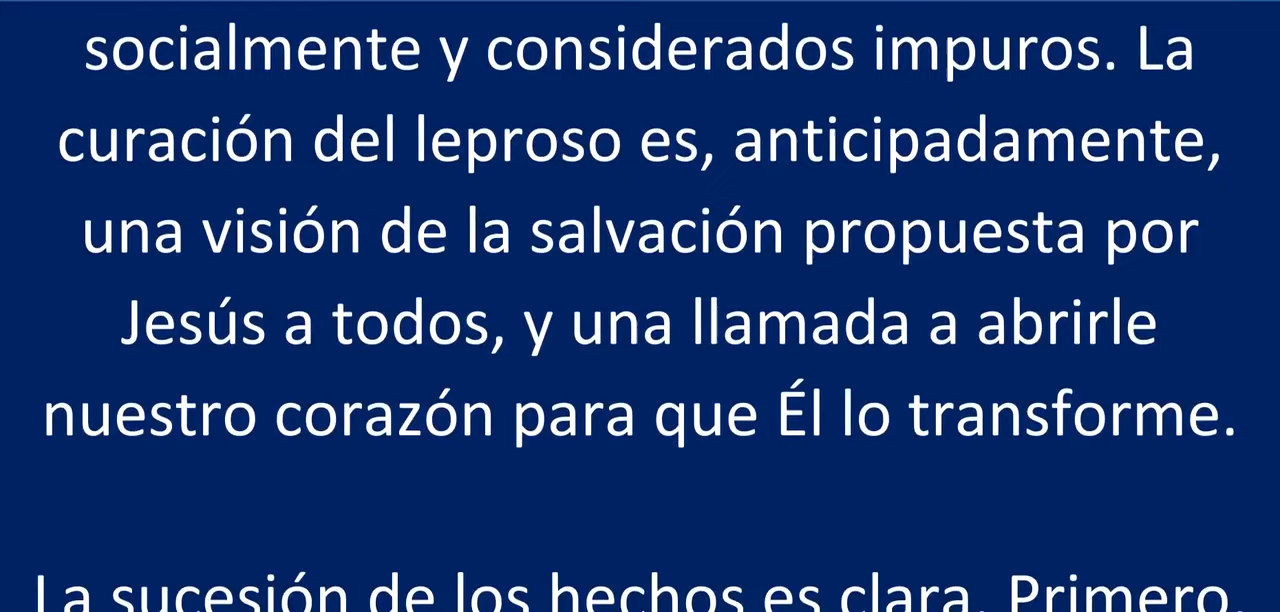 socialmente y considerados impuros. La
curación del leproso es, anticipadamente,
una visión de la salvación propuesta por
Jesús a todos, y una llamada a abrirle
nuestro corazón para que Él lo transforme.
La sucesión de los hechos es clara. Primero,